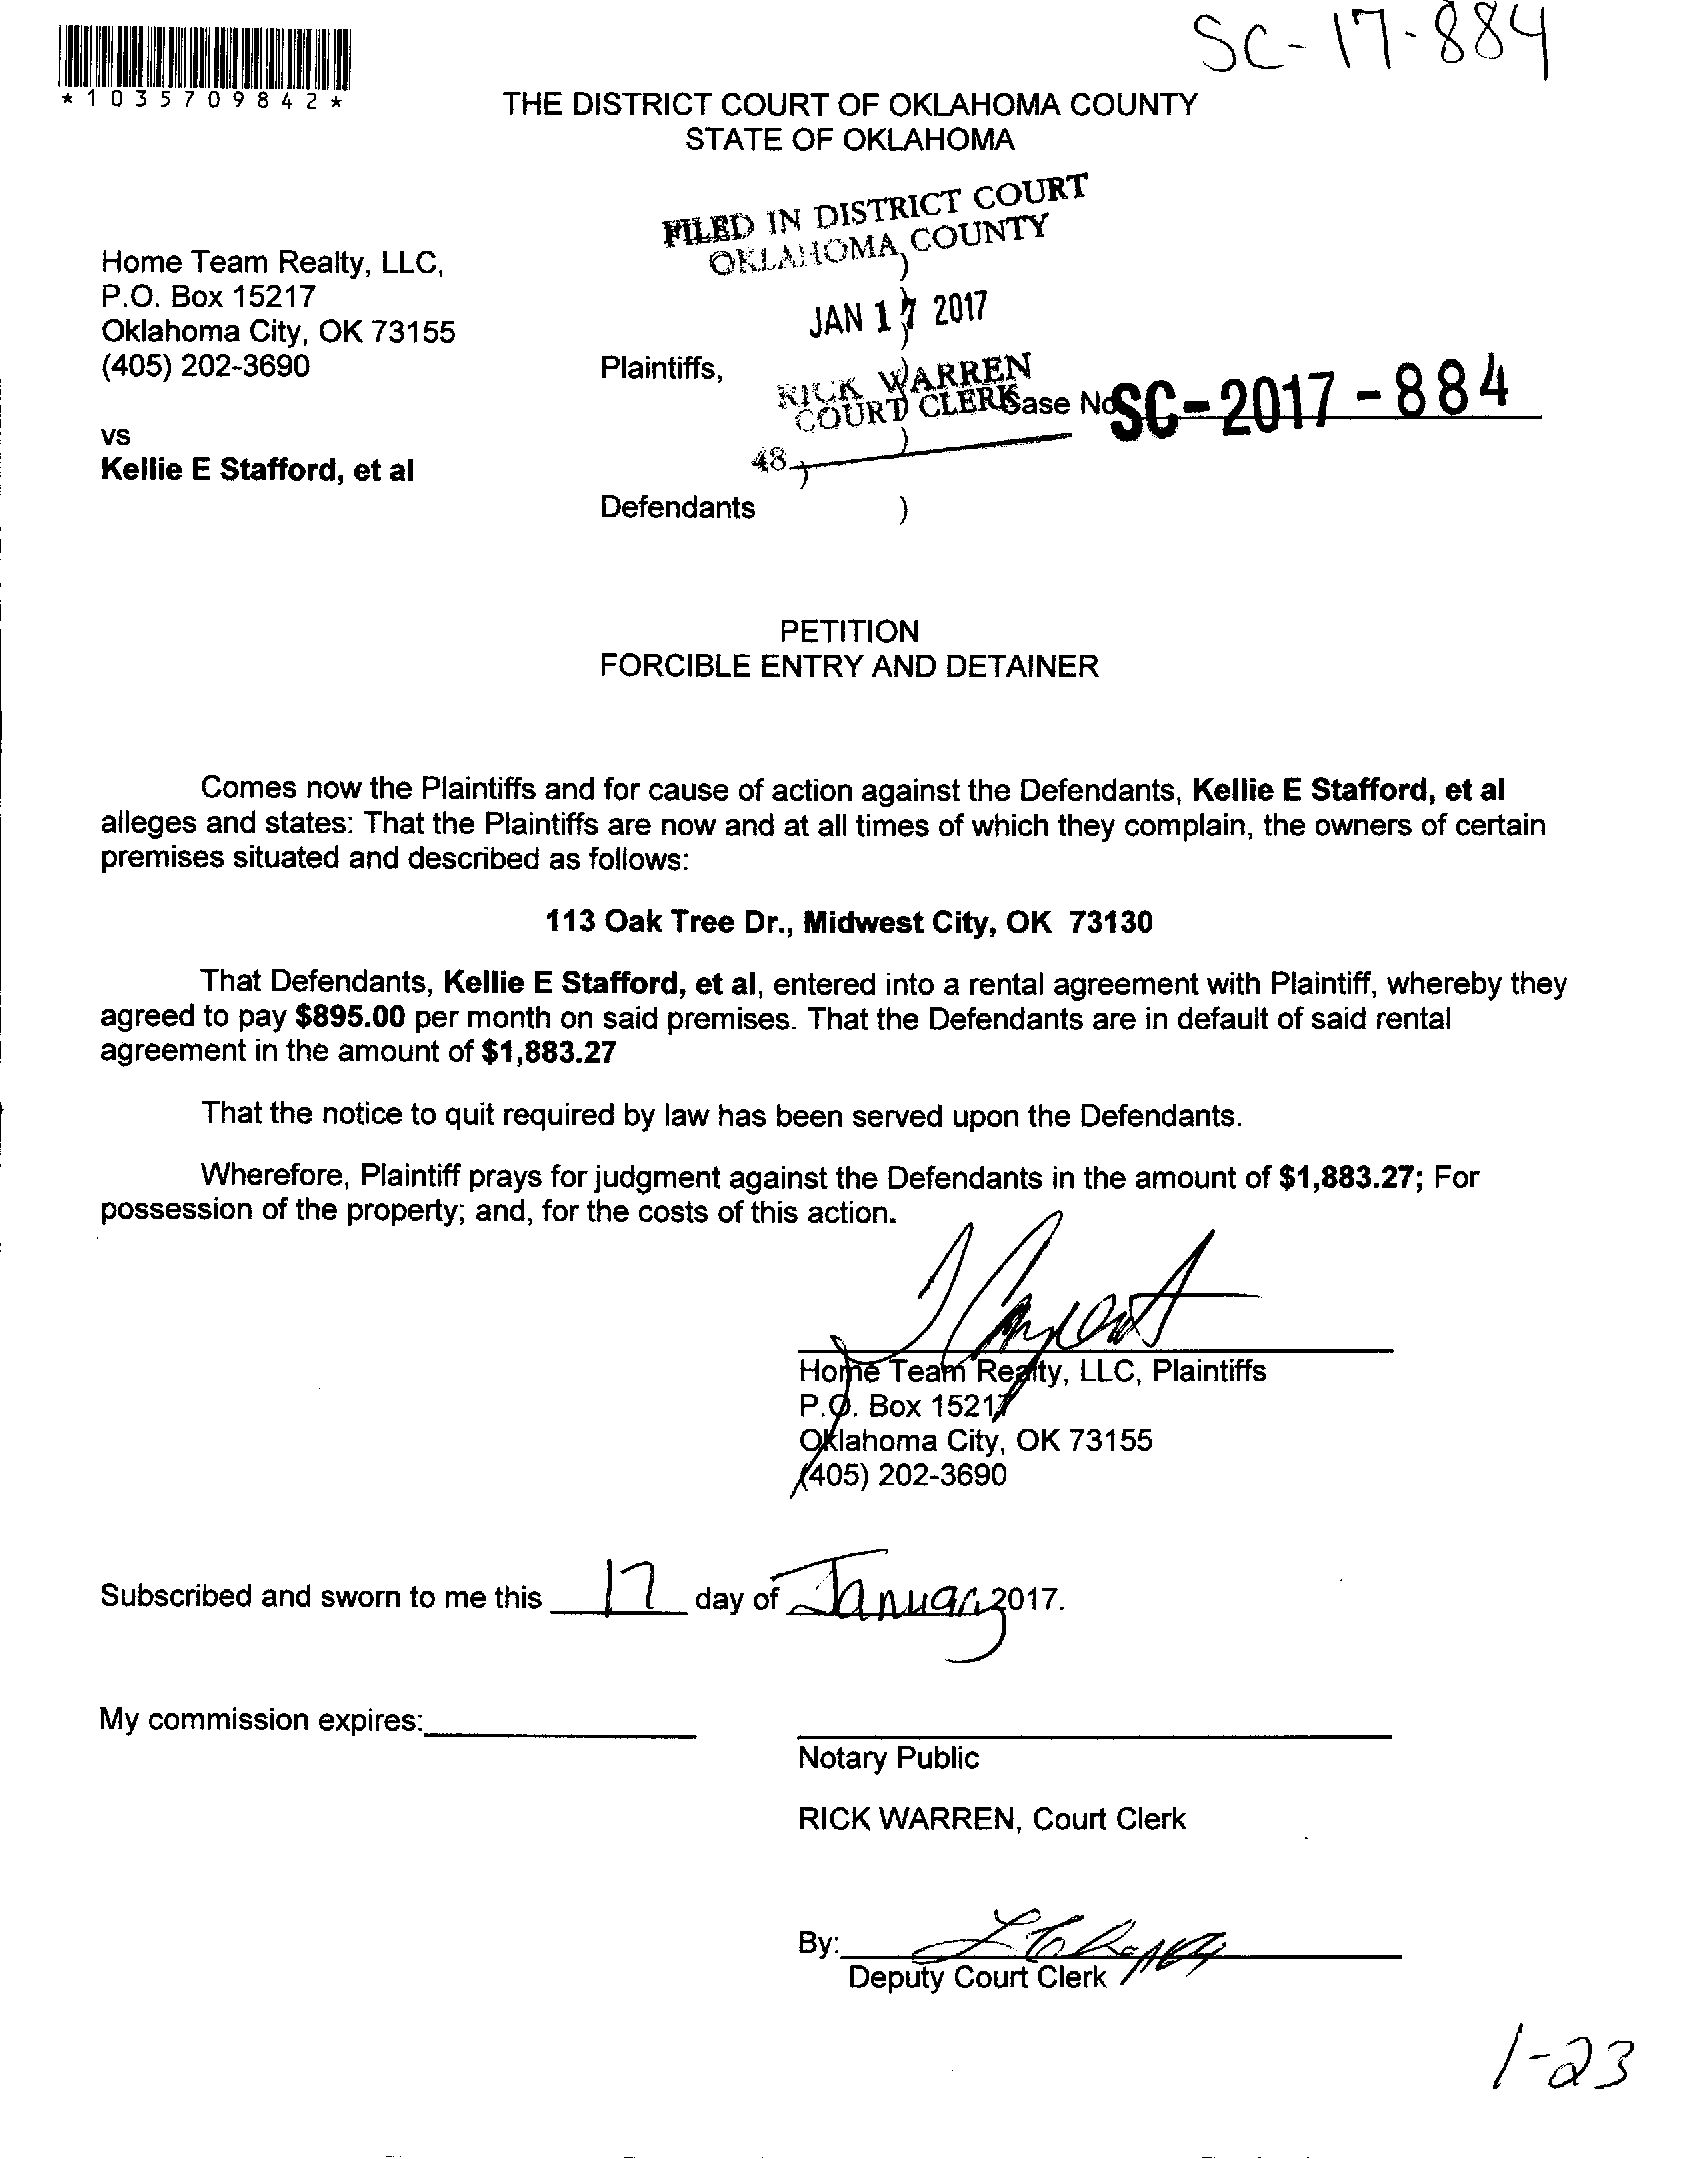 SC-17-884
*1035709842*
THE DISTRICT COURT OF OKLAHOMA COUNTY
STATE OF OKLAHOMA
FILED IN DISTRICT COURT
OKLAHOMA COUNTY
)
Home Team Realty, LLC,
P.O. Box 15217
JAN 17 2017
)
Oklahoma City, OK 73155
(405) 202-3690
Plaintiffs,
)
RICK WARREN
COURT CLERK
Case No. SC-2017-884
)
vs
48
)
Kellie E Stafford, et al
Defendants )
PETITION
FORCIBLE ENTRY AND DETAINER
Comes now the Plaintiffs and for cause of action against the Defendants, Kellie E Stafford, et al
alleges and states: That the Plaintiffs are now and at all times of which they complain, the owners of certain
premises situated and described as follows:
113 Oak Tree Dr., Midwest City, OK 73130
That Defendants, Kellie E Stafford, et al, entered into a rental agreement with Plaintiff, whereby they
agreed to pay $895.00 per month on said premises. That the Defendants are in default of said rental
agreement in the amount of $1,883.27
That the notice to quit required by law has been served upon the Defendants.
Wherefore, Plaintiff prays for judgment against the Defendants in the amount of $1,883.27; For
possession of the property; and, for the costs of this action.
Home Team Realty, LLC, Plaintiffs
P.O. Box 15217
Oklahoma City, OK 73155
(405) 202-3690
Subscribed and sworn to me this 17 day of January 2017.
My commission expires:
Notary Public
RICK WARREN, Court Clerk
By:
Deputy Court Clerk
1-23